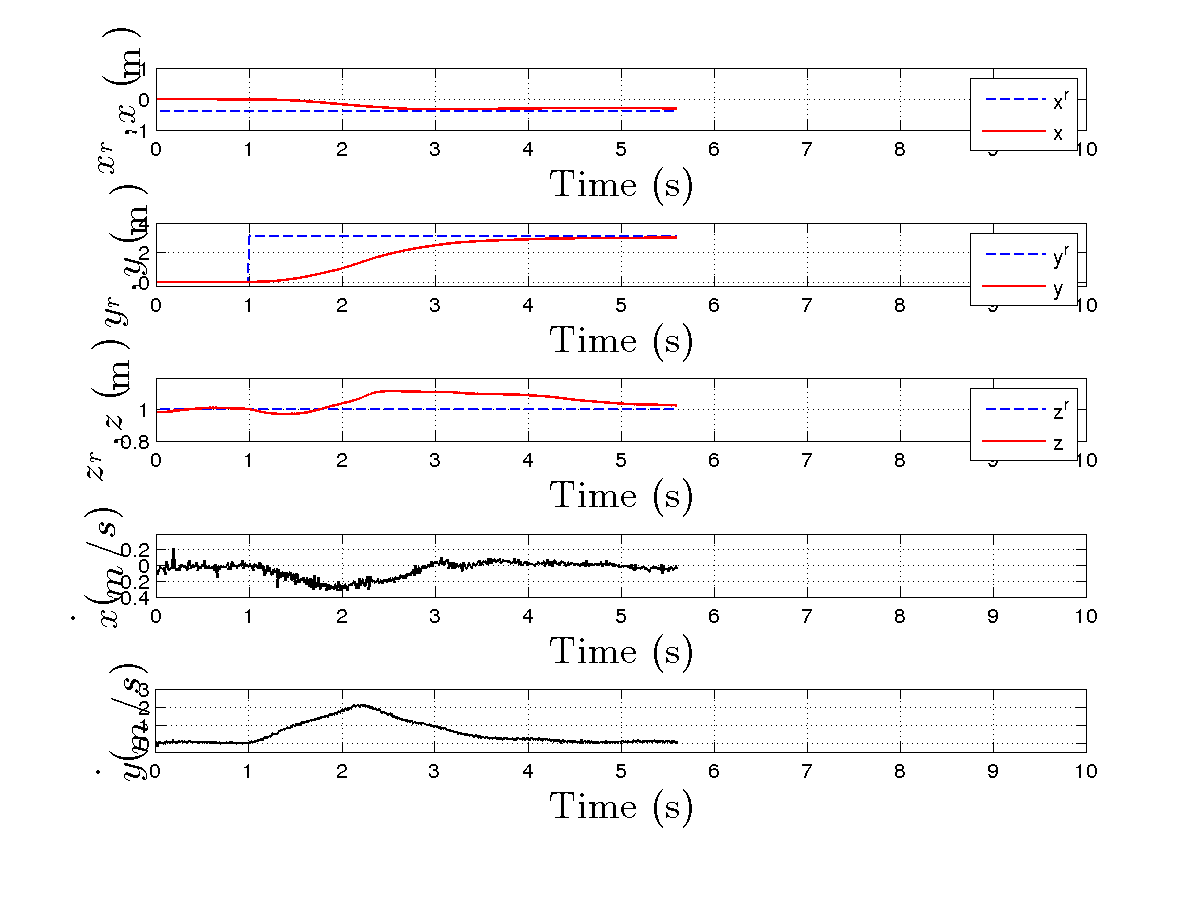 x^r, x (m)
1
0
-1
0 1 2 3 4 5 6 7 8 9 10
Time (s)
x^r
x
y^r, y (m)
4
2
0
0 1 2 3 4 5 6 7 8 9 10
Time (s)
y^r
y
z^r, z (m)
1
0.8
0 1 2 3 4 5 6 7 8 9 10
Time (s)
z^r
z
ẋ(m/s)
0.2
0
-0.2
-0.4
0 1 2 3 4 5 6 7 8 9 10
Time (s)
ẏ(m/s)
3
2
1
0
0 1 2 3 4 5 6 7 8 9 10
Time (s)